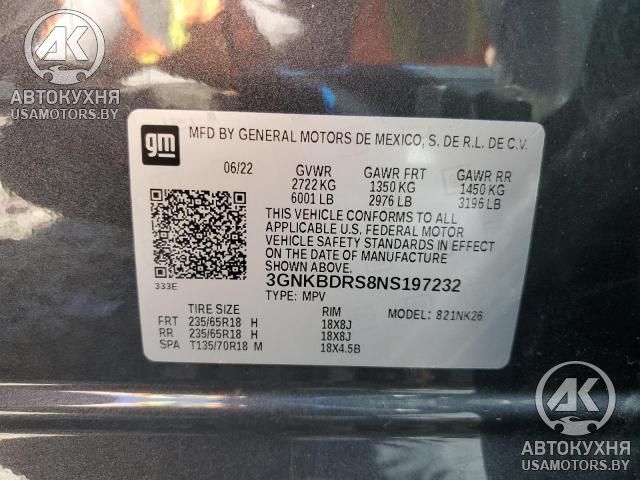 АК
АВТОКУХНЯ
USAMOTORS.BY
gm
MFD BY GENERAL MOTORS DE MEXICO, S. DE R.L. DE C.V.
06/22 GVWR GAWR FRT GAWR RR
2722 KG 1350 KG 1450 KG
6001 LB 2976 LB 3196 LB
THIS VEHICLE CONFORMS TO ALL
APPLICABLE U.S. FEDERAL MOTOR
VEHICLE SAFETY STANDARDS IN EFFECT
ON THE DATE OF MANUFACTURE
SHOWN ABOVE.
333E
3GNKBDRS8NS197232
TYPE: MPV
TIRE SIZE RIM MODEL: 821NK26
FRT 235/65R18 H 18X8J
RR 235/65R18 H 18X8J
SPA T135/70R18 M 18X4.5B
АК
АВТОКУХНЯ
USAMOTORS.BY